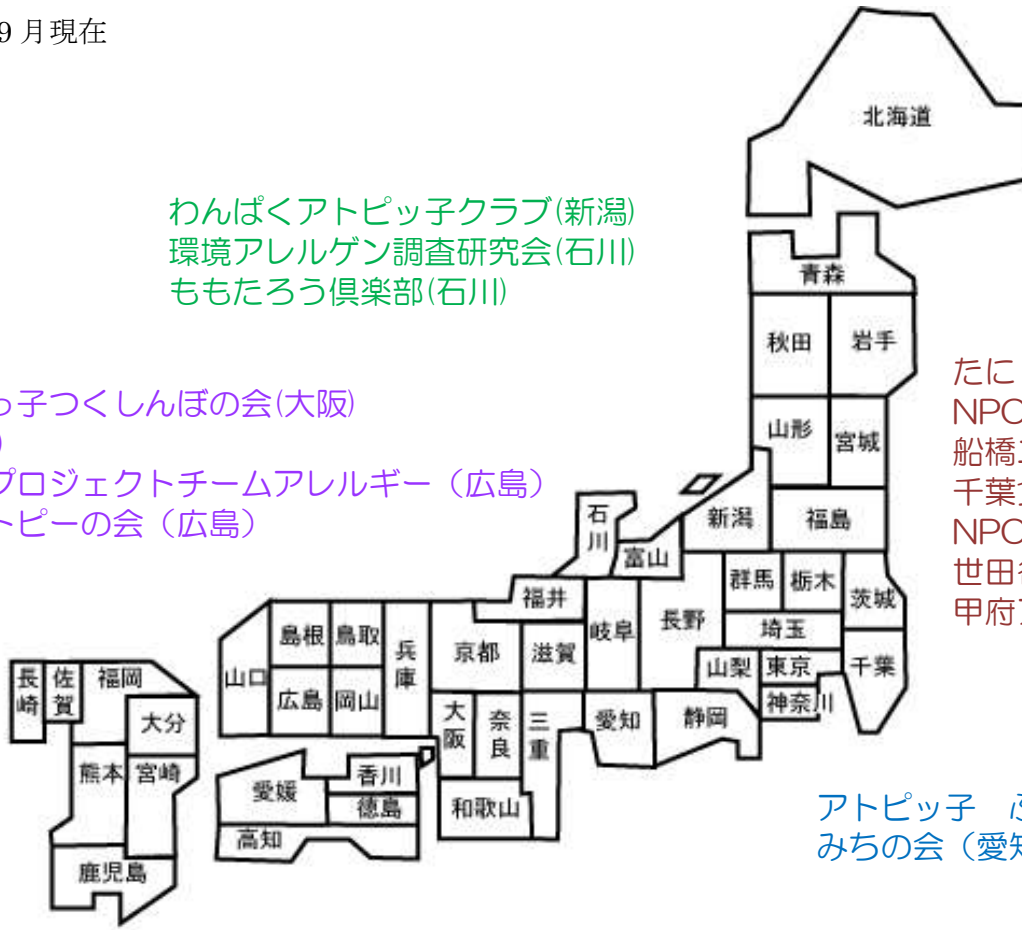 9 月現在
北海道
わんぱくアトピッ子クラブ(新潟)
環境アレルゲン調査研究会(石川)
ももたろう倶楽部(石川)
青森
秋田
岩手
山形
宮城
っ子つくしんぼの会(大阪)
)
プロジェクトチームアレルギー（広島）
トピーの会（広島）
たに
NPO
船橋
千葉
NPO
世田
甲府
石川
富山
新潟
福島
群馬
栃木
茨城
福井
岐阜
長野
埼玉
山梨
東京
千葉
神奈川
山口
島根
鳥取
兵庫
京都
滋賀
広島
岡山
大阪
奈良
三重
愛知
静岡
和歌山
長崎
佐賀
福岡
大分
熊本
宮崎
鹿児島
愛媛
香川
徳島
高知
アトピッ子
みちの会（愛知